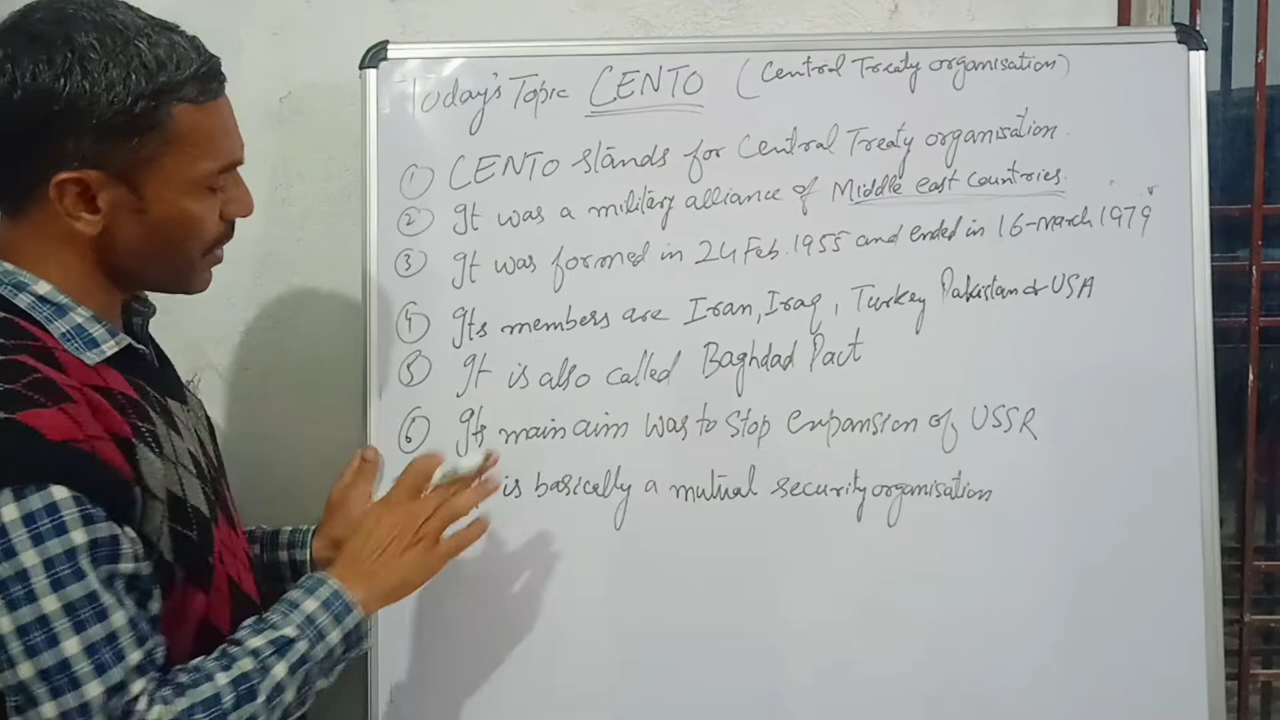 Today's Topic CENTO (Central Treaty organisation)
① CENTO stands for Central Treaty organisation
② It was a military alliance of Middle east Countries.
③ It was formed in 24 Feb. 1955 and ended in 16-march 1979
④ Its members are Iran, Iraq, Turkey Pakistan & USA
⑤ It is also called Baghdad Pact
⑥ Its main aim was to stop expansion of USSR
is basically a mutual security organisation